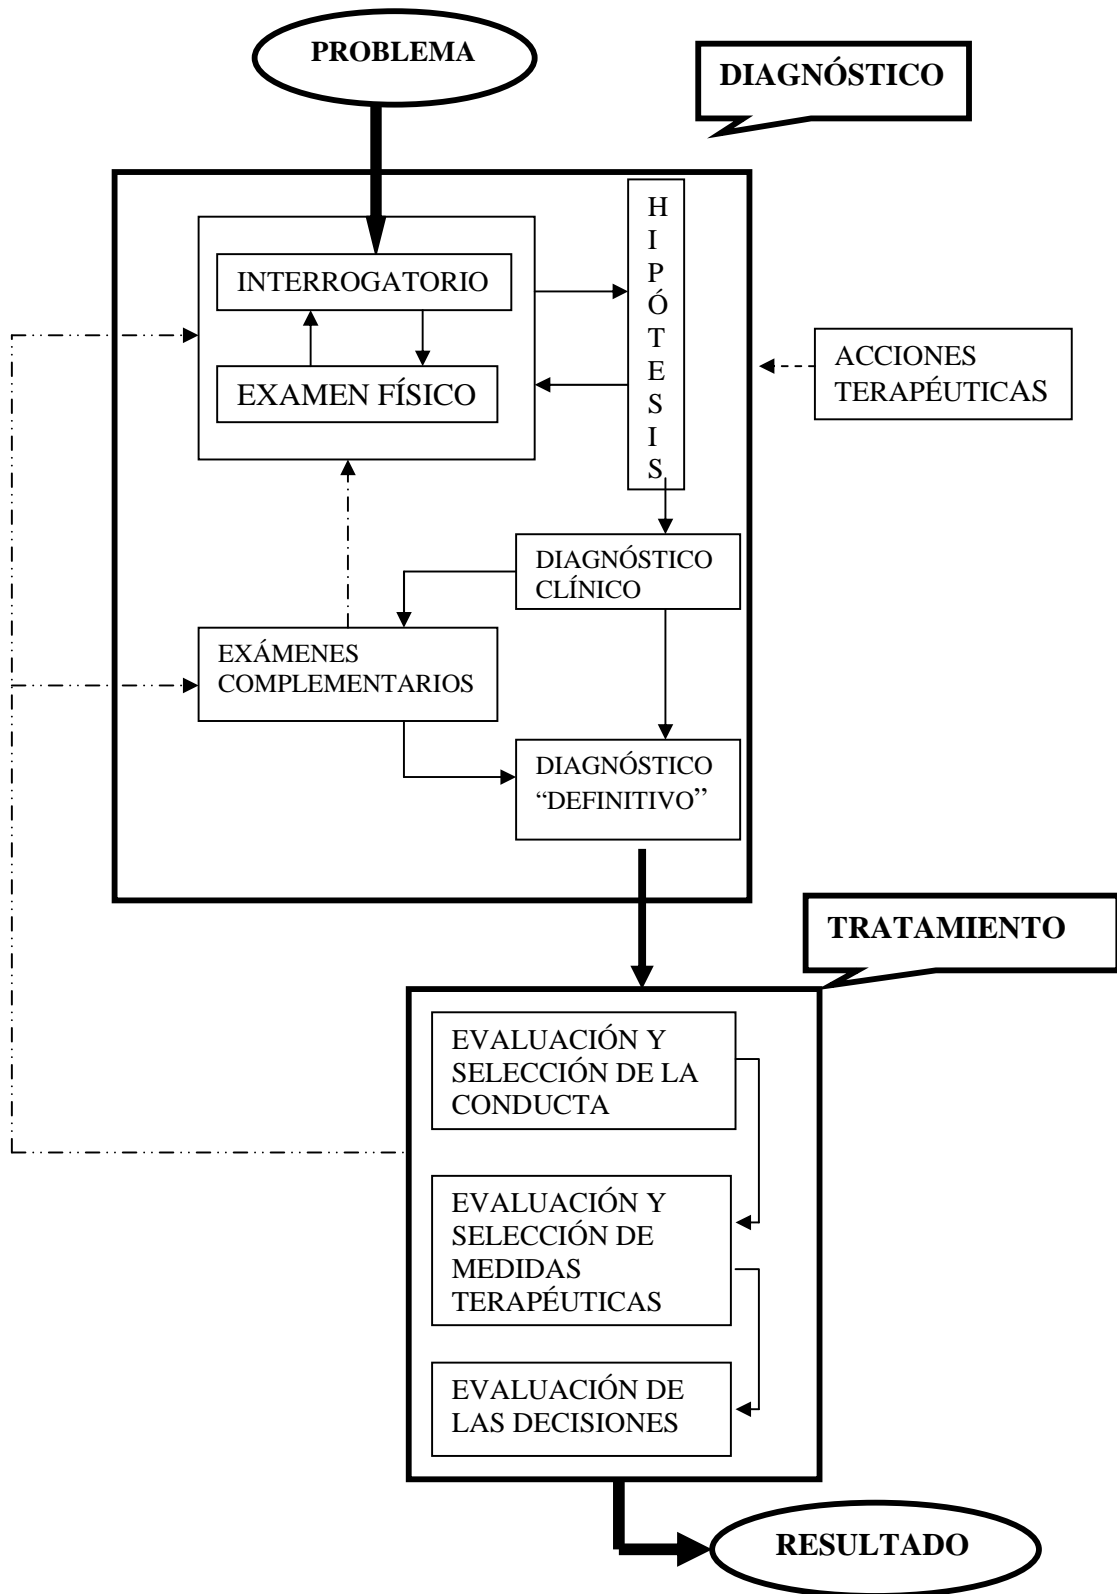 PROBLEMA
DIAGNÓSTICO
INTERROGATORIO
EXAMEN FÍSICO
H
I
P
Ó
T
E
S
I
S
ACCIONES
TERAPÉUTICAS
DIAGNÓSTICO
CLÍNICO
EXÁMENES
COMPLEMENTARIOS
DIAGNÓSTICO
“DEFINITIVO”
TRATAMIENTO
EVALUACIÓN Y
SELECCIÓN DE LA
CONDUCTA
EVALUACIÓN Y
SELECCIÓN DE
MEDIDAS
TERAPÉUTICAS
EVALUACIÓN DE
LAS DECISIONES
RESULTADO